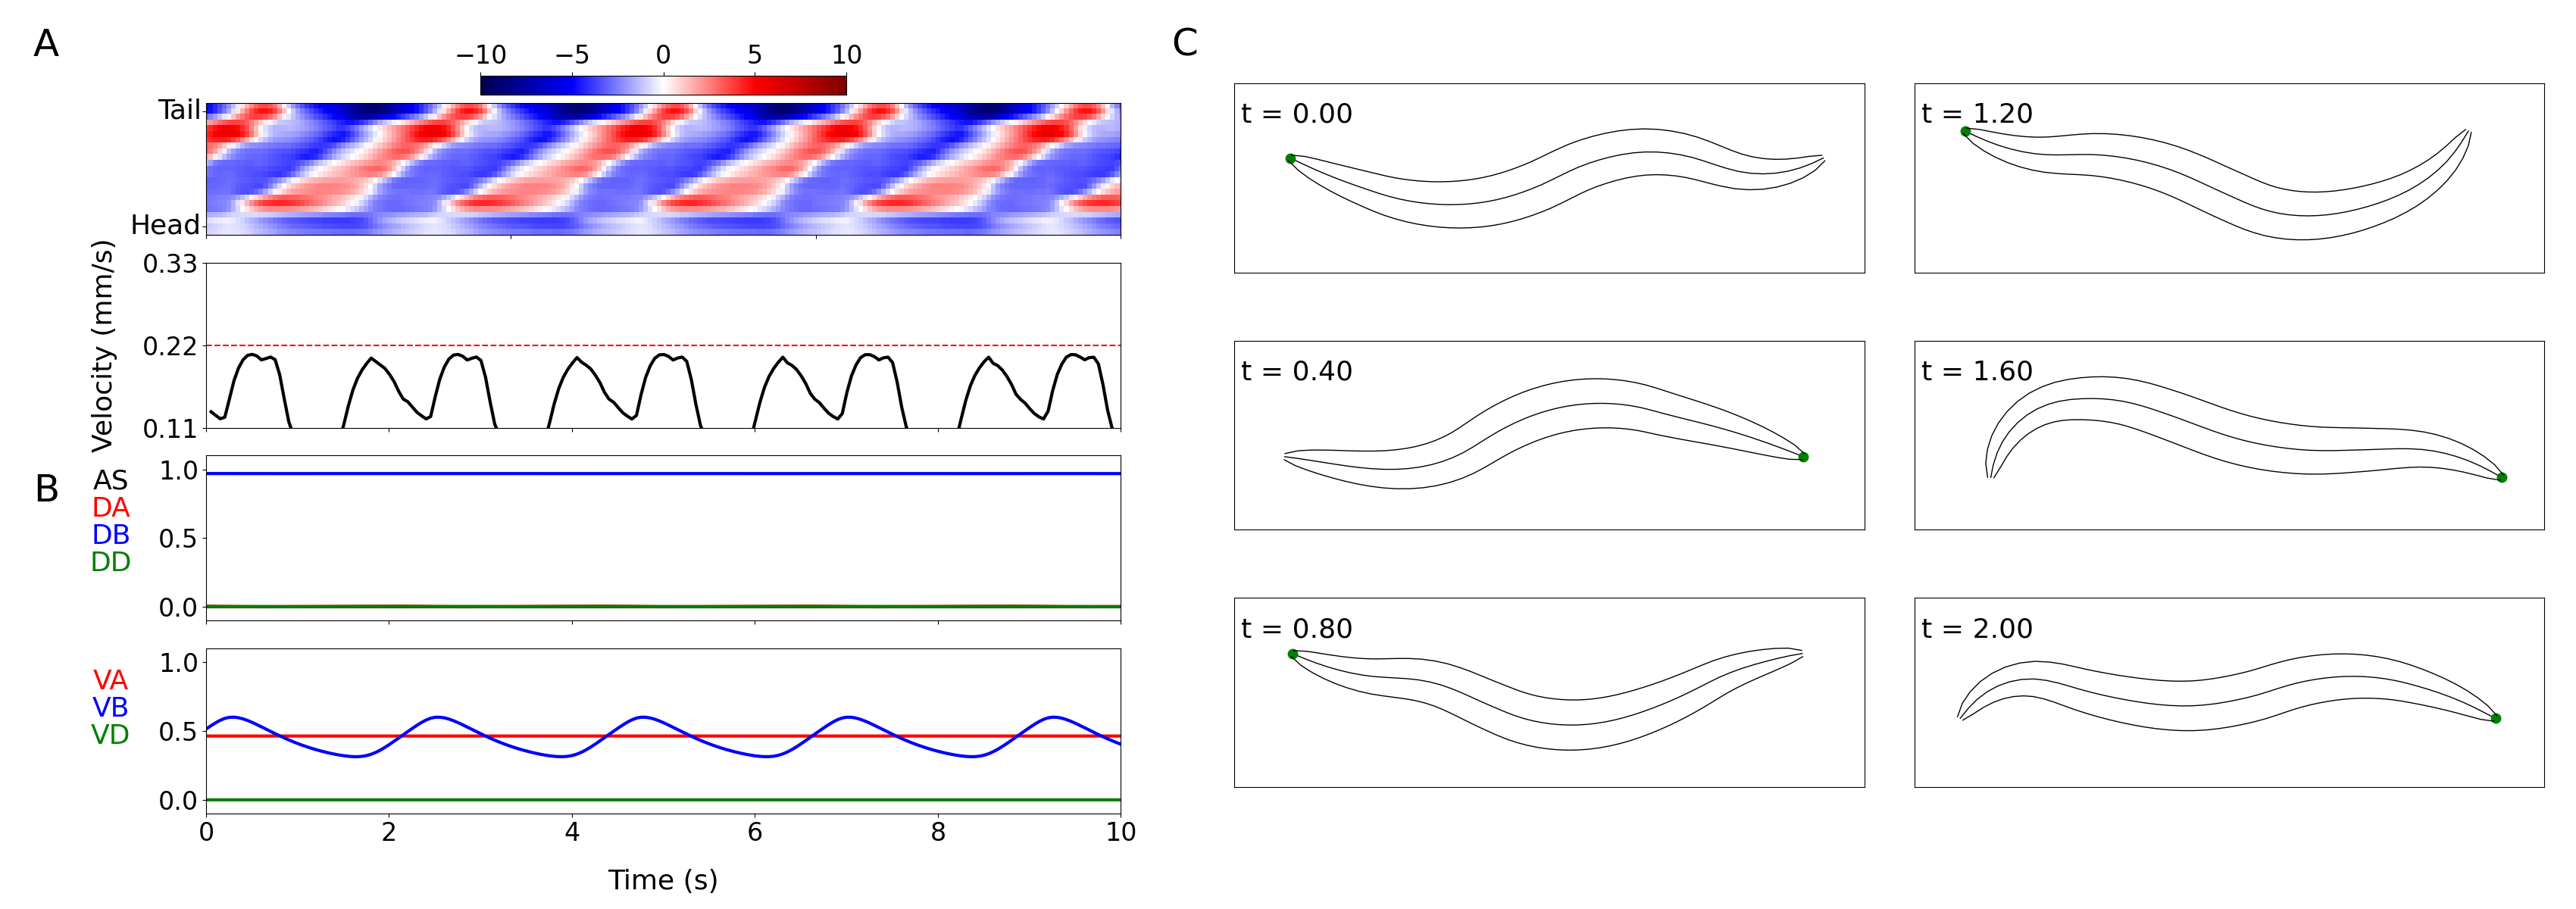 A
−10 −5 0 5 10
Tail
Head
Velocity (mm/s)
0.33
0.22
0.11
B
AS
DA
DB
DD
1.0
0.5
0.0
VA
VB
VD
1.0
0.5
0.0
0 2 4 6 8 10
Time (s)
C
t = 0.00
t = 1.20
t = 0.40
t = 1.60
t = 0.80
t = 2.00